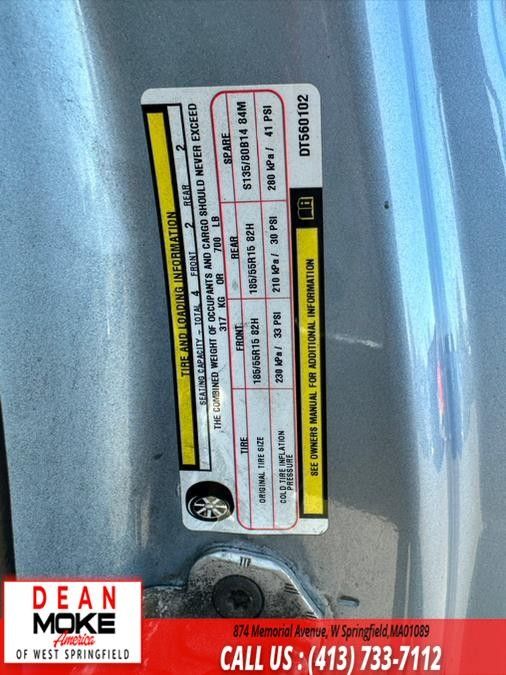 TIRE AND LOADING INFORMATION
SEATING CAPACITY - TOTAL 4 FRONT 2 REAR 2
THE COMBINED WEIGHT OF OCCUPANTS AND CARGO SHOULD NEVER EXCEED
317 KG OR 700 LB
TIRE FRONT REAR SPARE
ORIGINAL TIRE SIZE 185/55R15 82H 185/55R15 82H S135/80B14 84M
COLD TIRE INFLATION
PRESSURE 230 kPa / 33 PSI 210 kPa / 30 PSI 280 kPa / 41 PSI
SEE OWNERS MANUAL FOR ADDITIONAL INFORMATION
DT560102
DEAN
MOKE
America
OF WEST SPRINGFIELD
874 Memorial Avenue, W Springfield,MA01089
CALL US : (413) 733-7112